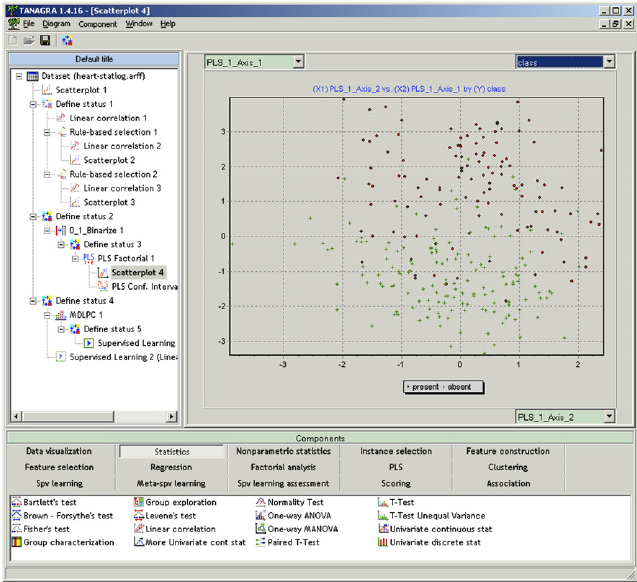 TANAGRA 1.4.16 - [Scatterplot 4]
File Diagram Component Window Help
Default title
Dataset (heart-statlog.arff)
Scatterplot 1
Define status 1
Linear correlation 1
Rule-based selection 1
Linear correlation 2
Scatterplot 2
Rule-based selection 2
Linear correlation 3
Scatterplot 3
Define status 2
0_1_Binarize 1
Define status 3
PLS PLS Factorial 1
Scatterplot 4
PLS Conf. Interva
Define status 4
MDLPC 1
Define status 5
Supervised Learning
Supervised Learning 2 (Linea
PLS_1_Axis_1
class
(X1) PLS_1_Axis_2 vs. (X2) PLS_1_Axis_1 by (Y) class
3
2
1
0
-1
-2
-3
-3 -2 -1 0 1 2
present absent
PLS_1_Axis_2
Components
Data visualization Statistics Nonparametric statistics Instance selection Feature construction
Feature selection Regression Factorial analysis PLS Clustering
Spv learning Meta-spv learning Spv learning assessment Scoring Association
Bartlett's test Group exploration Normality Test T-Test
Brown - Forsythe's test Levene's test One-way ANOVA T-Test Unequal Variance
Fisher's test Linear correlation One-way MANOVA Univariate continuous stat
Group characterization More Univariate cont stat Paired T-Test Univariate discrete stat